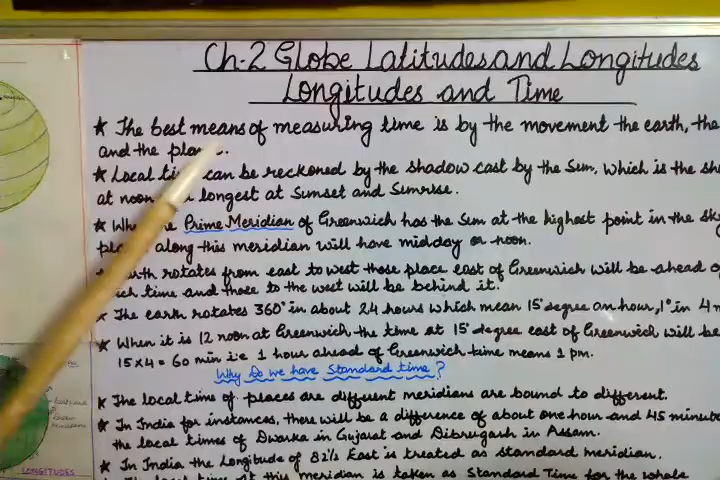 Ch-2 Globe Latitudes and Longitudes
Longitudes and Time
★ The best means of measuring time is by the movement the earth, the
and the
★ Local can be reckoned by the shadow cast by the Sun, which is the
at noon longest at Sunset and Sunrise.
★ Prime Meridian of Greenwich has the Sun at the highest point in the
along this meridian will have midday or noon.
rotates from east to west those place east of Greenwich will be ahead
time and those to the west will be behind it.
★ The earth rotates 360° in about 24 hours which mean 15° degree an hour, 1° in 4
★ When it is 12 noon at Greenwich the time at 15° degree east of Greenwich will be
15 x 4 = 60 min i.e 1 hour ahead of Greenwich time means 1 pm.
Why Do we have Standard time?
★ The local time of places are different meridians are bound to different.
★ In India for instances, there will be a difference of about one hour and 45
the local times of Dwarka in Gujarat and Dibrugarh in Assam.
★ In India the Longitude of 82½ East is treated as standard meridian.
meridian is taken as Standard Time for the whole
LONGITUDES